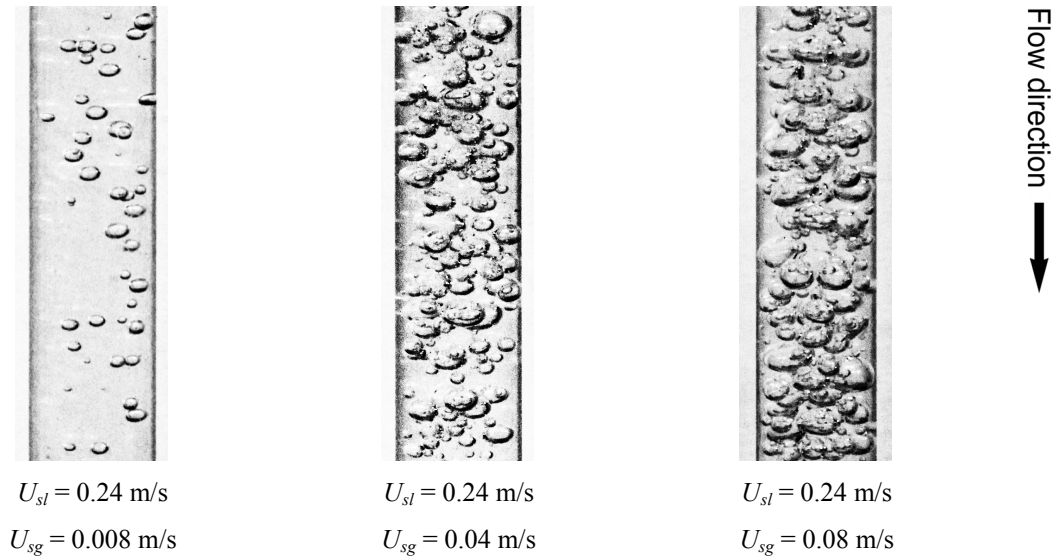 Flow direction
U_sl = 0.24 m/s
U_sg = 0.008 m/s
U_sl = 0.24 m/s
U_sg = 0.04 m/s
U_sl = 0.24 m/s
U_sg = 0.08 m/s